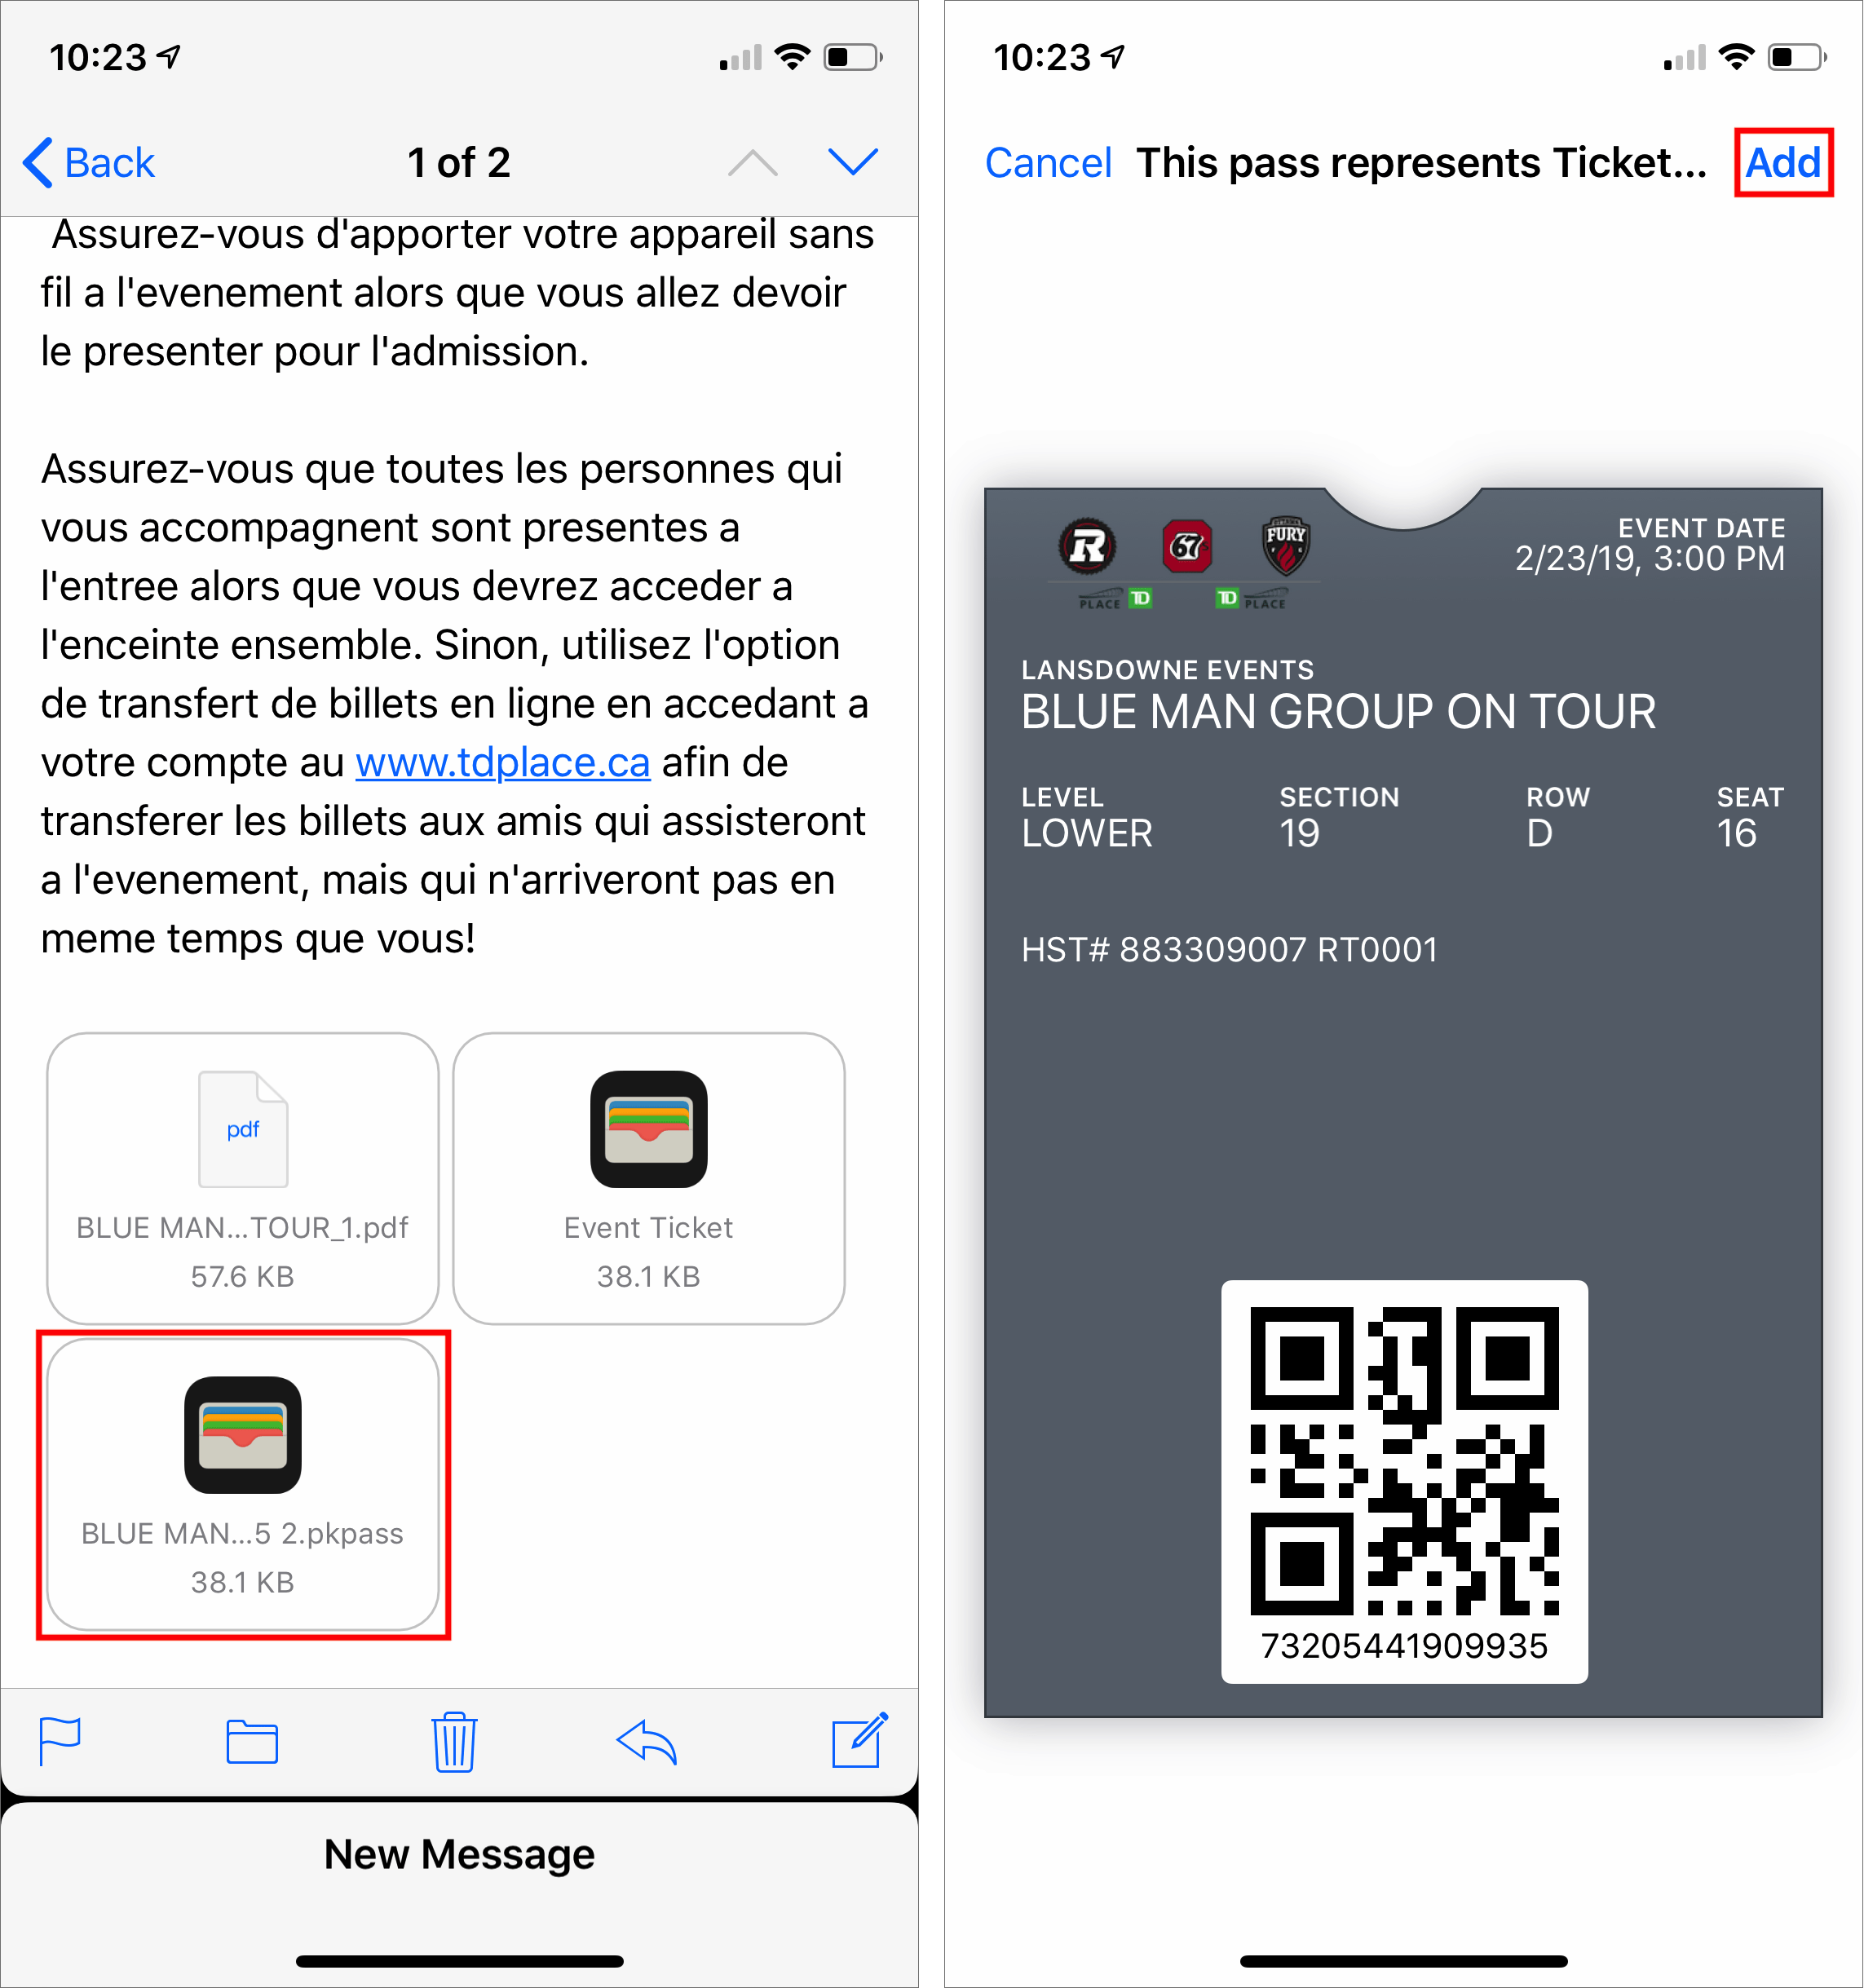 10:23
Back
1 of 2
Assurez-vous d'apporter votre appareil sans
fil a l'evenement alors que vous allez devoir
le presenter pour l'admission.
Assurez-vous que toutes les personnes qui
vous accompagnent sont presentes a
l'entree alors que vous devrez acceder a
l'enceinte ensemble. Sinon, utilisez l'option
de transfert de billets en ligne en accedant a
votre compte au www.tdplace.ca afin de
transferer les billets aux amis qui assisteront
a l'evenement, mais qui n'arriveront pas en
meme temps que vous!
pdf
BLUE MAN...TOUR_1.pdf
57.6 KB
Event Ticket
38.1 KB
BLUE MAN...5 2.pkpass
38.1 KB
New Message
10:23
Cancel
This pass represents Ticket...
Add
R
67's
FURY
PLACE TD
TD PLACE
EVENT DATE
2/23/19, 3:00 PM
LANSDOWNE EVENTS
BLUE MAN GROUP ON TOUR
LEVEL SECTION ROW SEAT
LOWER 19 D 16
HST# 883309007 RT0001
73205441909935